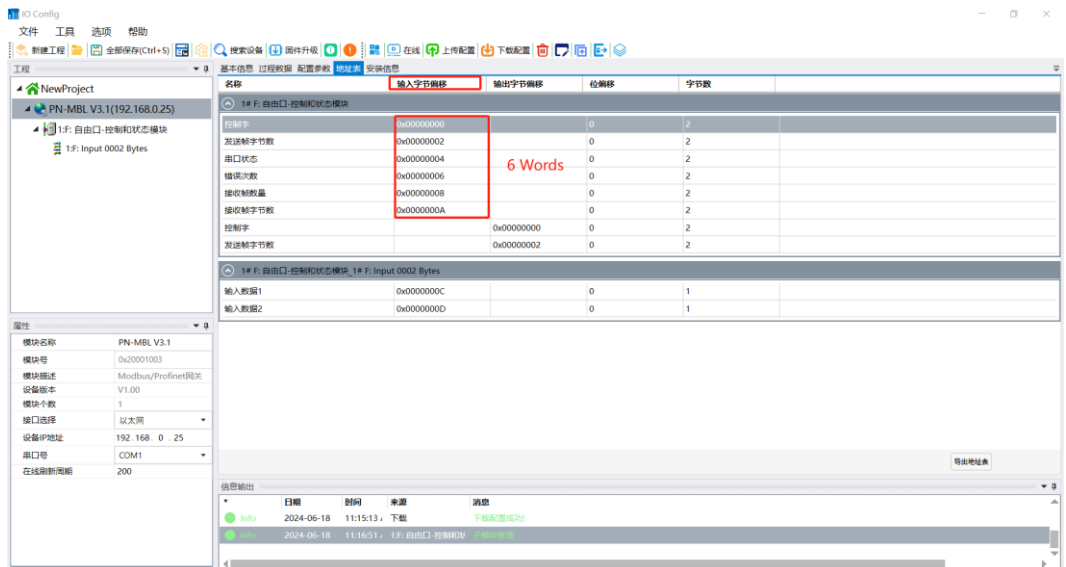 IO Config
文件 工具 选项 帮助
新建工程 全部保存(Ctrl+S) 搜索设备 固件升级 在线 上传配置 下载配置
工程
NewProject
PN-MBL V3.1(192.168.0.25)
1:F: 自由口-控制和状态模块
1:F: Input 0002 Bytes
基本信息 过程数据 配置参数 地址表 安装信息
名称 输入字节偏移 输出字节偏移 位偏移 字节数
1# F: 自由口-控制和状态模块
控制字 0x00000000 0 2
发送帧字节数 0x00000002 0 2
串口状态 0x00000004 0 2
错误次数 0x00000006 0 2
接收帧数量 0x00000008 0 2
接收帧字节数 0x0000000A 0 2
6 Words
控制字 0x00000000 0 2
发送帧字节数 0x00000002 0 2
1# F: 自由口-控制和状态模块_1# F: Input 0002 Bytes
输入数据1 0x0000000C 0 1
输入数据2 0x0000000D 0 1
导出地址表
属性
模块名称 PN-MBL V3.1
模块号 0x20001003
模块描述 Modbus/Profinet网关
设备版本 V1.00
模块个数 1
接口选择 以太网
设备IP地址 192.168. 0 .25
串口号 COM1
在线刷新周期 200
信息输出
* 日期 时间 来源 消息
Info 2024-06-18 11:15:13 下载 下载配置成功!
Info 2024-06-18 11:16:51 1:F: 自由口-控制和状